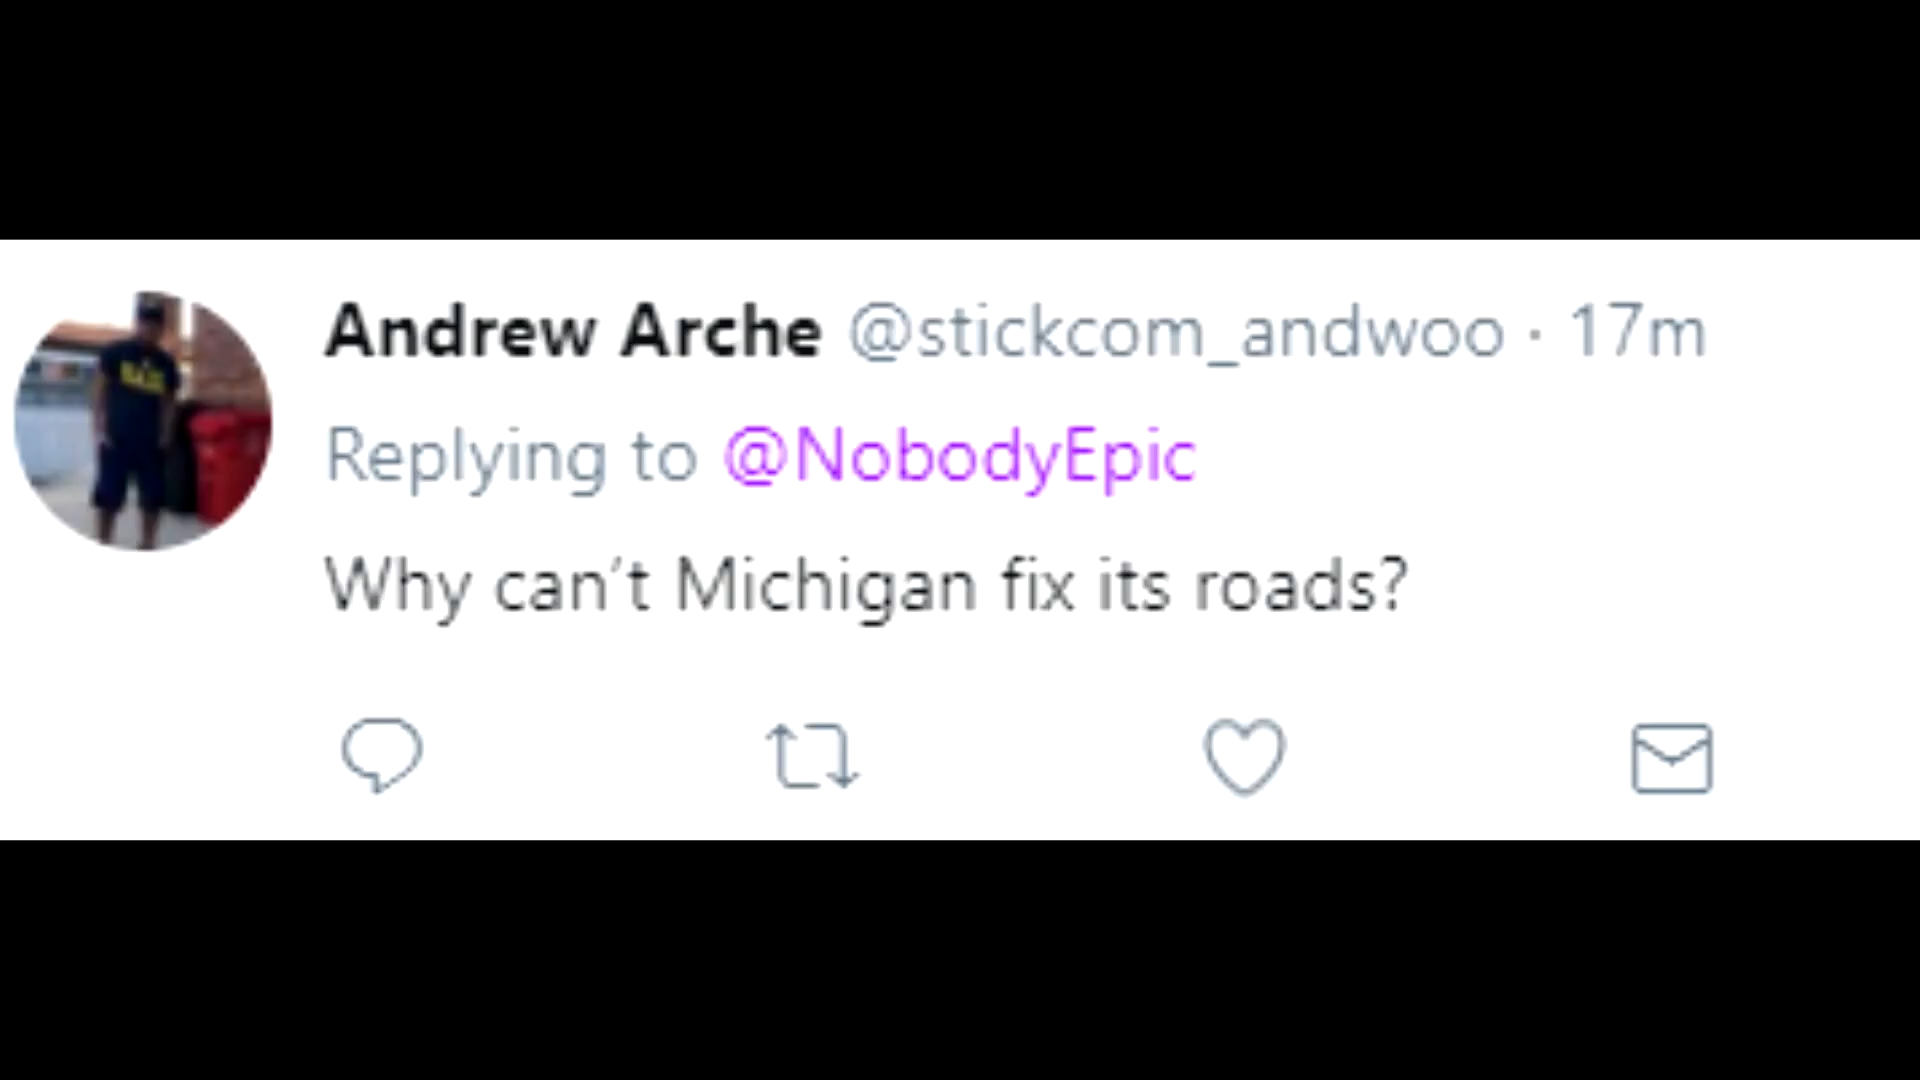 Andrew Arche @stickcom_andwoo · 17m
Replying to @NobodyEpic
Why can't Michigan fix its roads?